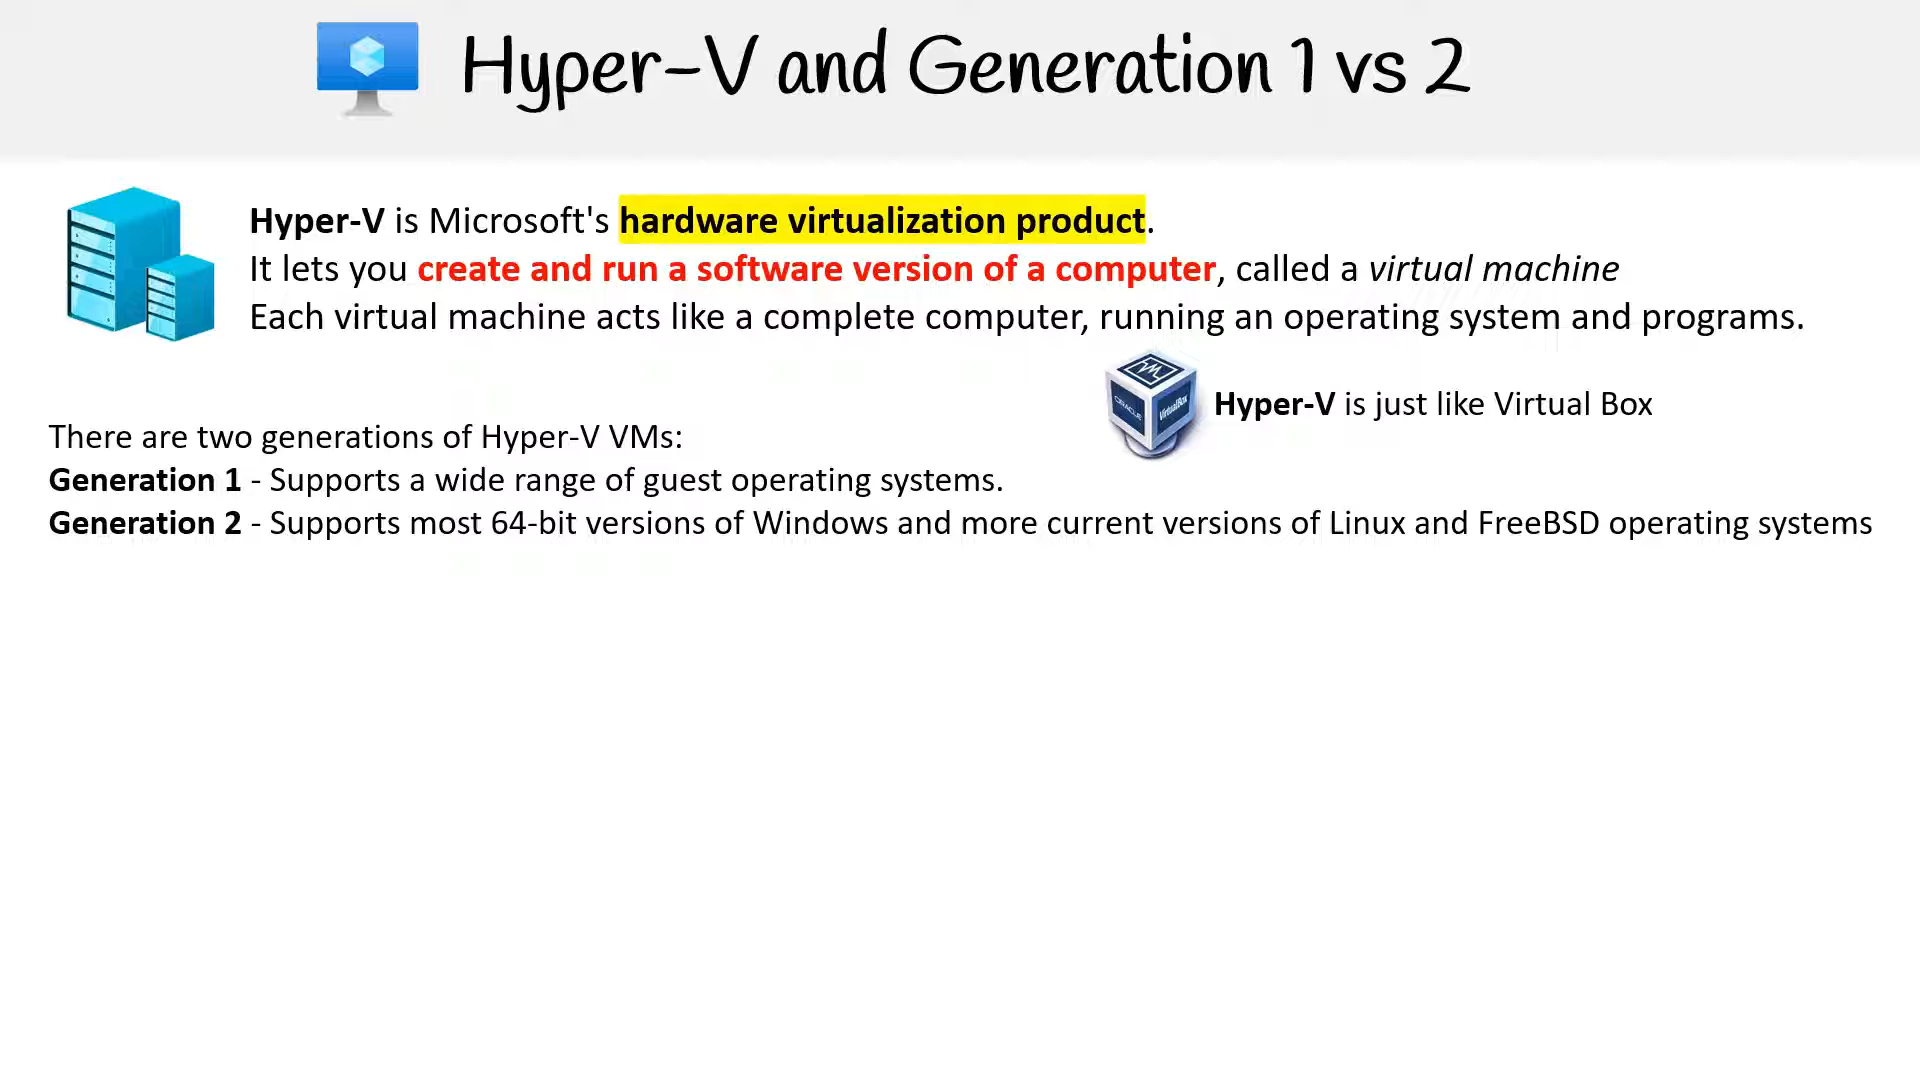 Hyper-V and Generation 1 vs 2
Hyper-V is Microsoft's hardware virtualization product.
It lets you create and run a software version of a computer, called a virtual machine
Each virtual machine acts like a complete computer, running an operating system and programs.
ORACLE
VirtualBox
Hyper-V is just like Virtual Box
There are two generations of Hyper-V VMs:
Generation 1 - Supports a wide range of guest operating systems.
Generation 2 - Supports most 64-bit versions of Windows and more current versions of Linux and FreeBSD operating systems